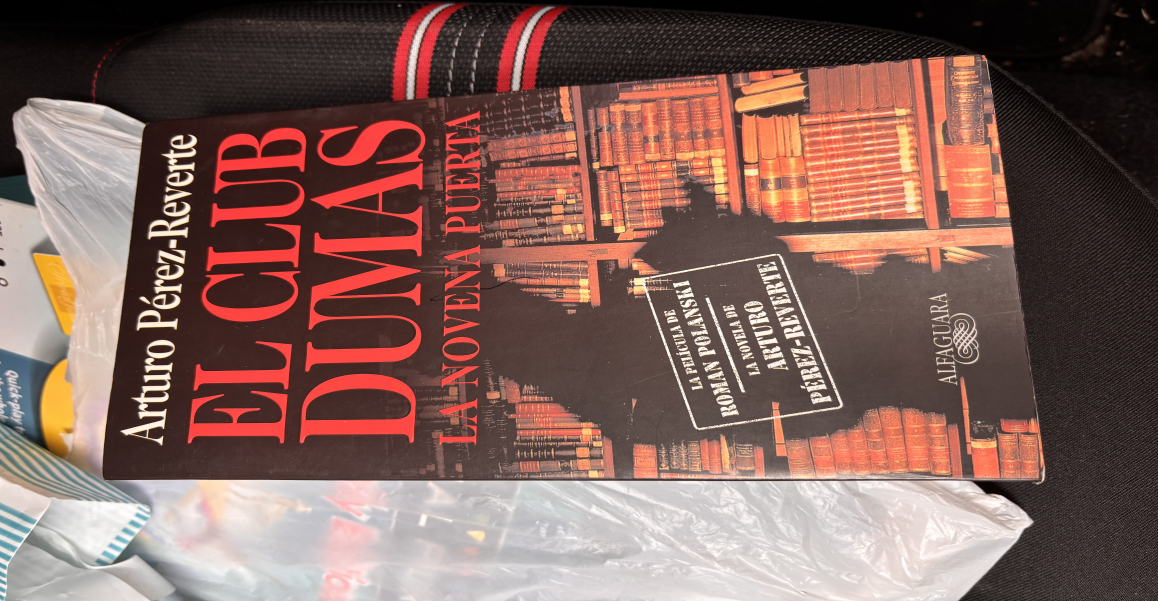 Arturo Pérez-Reverte
EL CLUB
DUMAS
LA NOVENA PUERTA
LA PELÍCULA DE
ROMAN POLANSKI
LA NOVELA DE
ARTURO
PÉREZ-REVERTE
ALFAGUARA